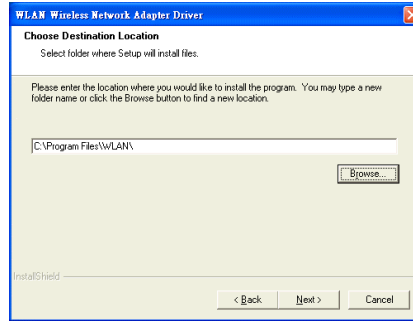 WLAN Wireless Network Adapter Driver
Choose Destination Location
Select folder where Setup will install files.
Please enter the location where you would like to install the program. You may type a new
folder name or click the Browse button to find a new location.
C:\Program Files\WLAN\
Browse...
InstallShield
< Back Next > Cancel